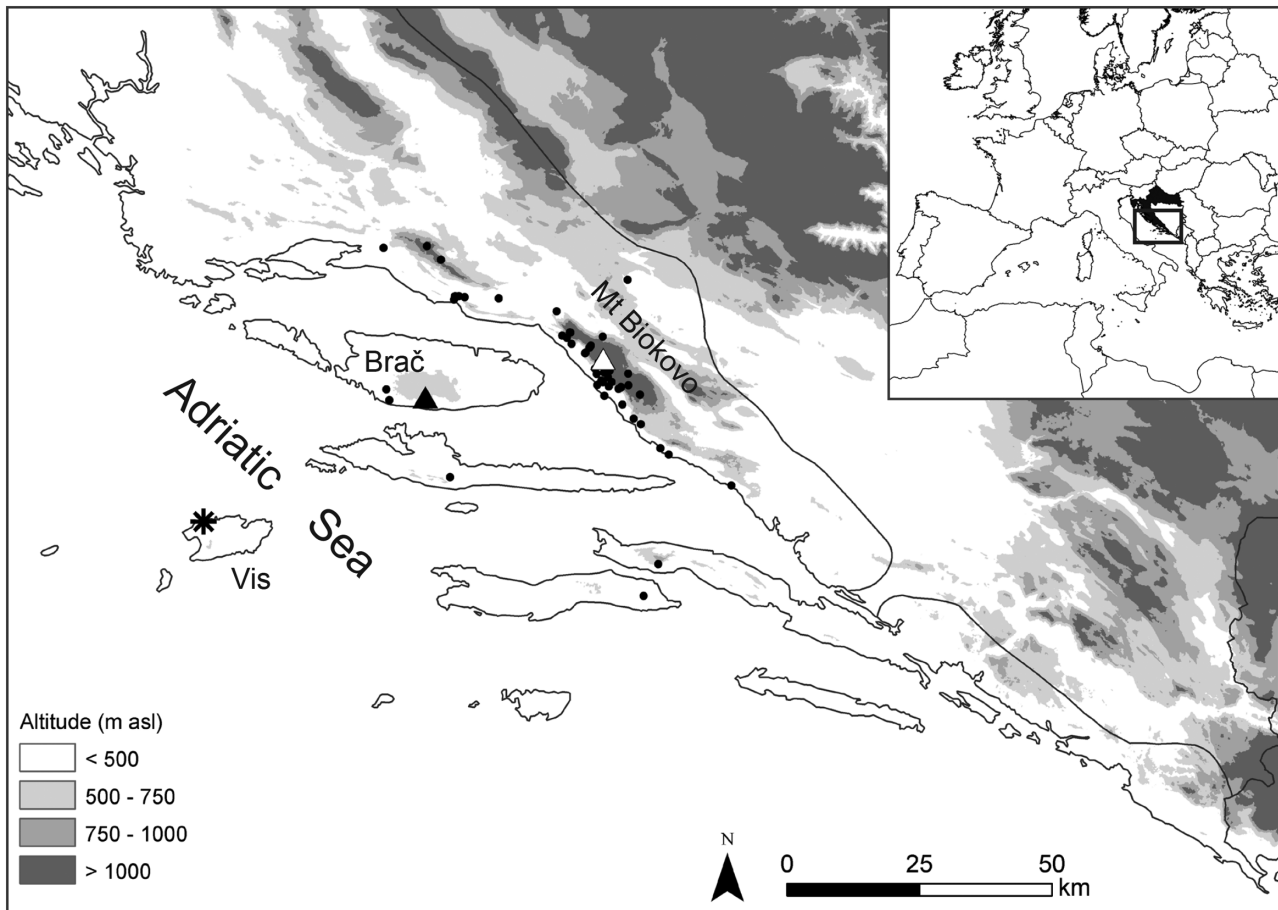 Mt Biokovo
Brač
Adriatic
Sea
Vis
Altitude (m asl)
< 500
500 - 750
750 - 1000
> 1000
N
0 25 50
km